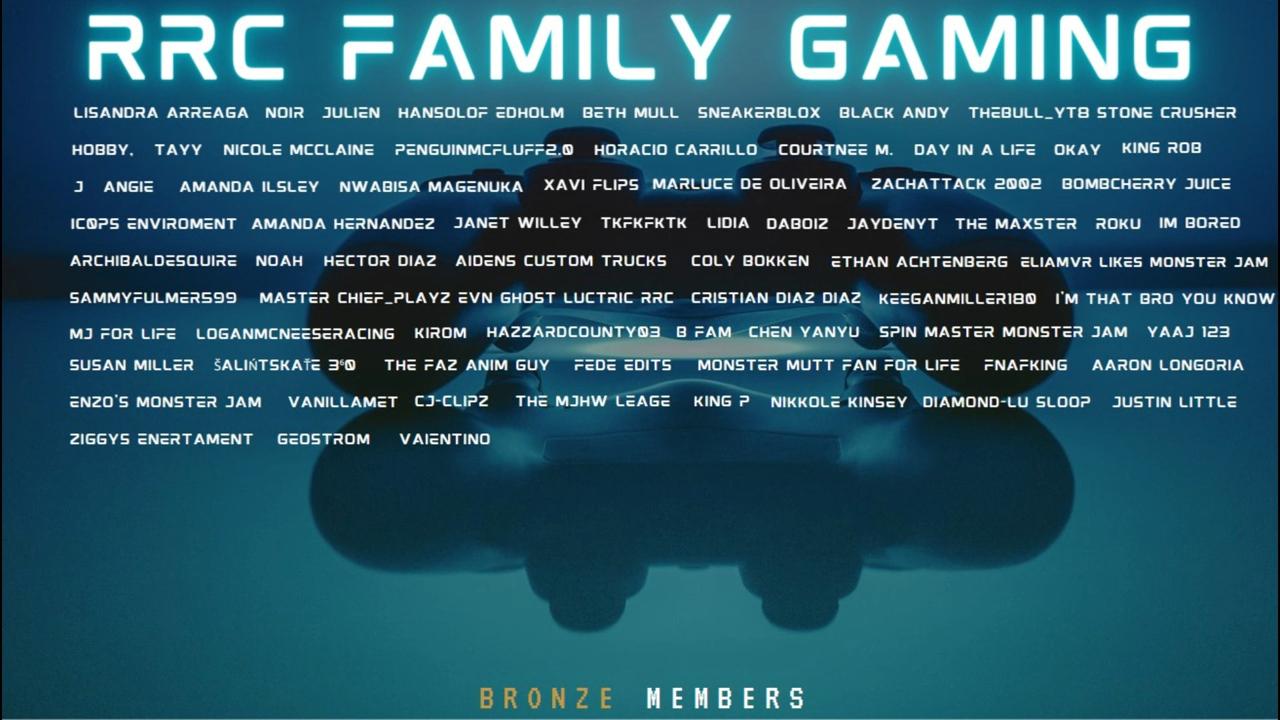 RRC FAMILY GAMING
LISANDRA ARREAGA NOIR JULIEN HANSOLOF EDHOLM BETH MULL SNEAKERBLOX BLACK ANDY THEBULL_YT8 STONE CRUSHER
HOBBY, TAYY NICOLE MCCLAINE PENGUINMCFLUFF2.0 HORACIO CARRILLO COURTNEE M. DAY IN A LIFE OKAY KING ROB
J ANGIE AMANDA ILSLEY NWABISA MAGENUKA XAVI FLIPS MARLUCE DE OLIVEIRA ZACHATTACK 2002 BOMBCHERRY JUICE
IC0PS ENVIROMENT AMANDA HERNANDEZ JANET WILLEY TKFKFKTK LIDIA DABOIZ JAYDENYT THE MAXSTER ROKU IM BORED
ARCHIBALDESQUIRE NOAH HECTOR DIAZ AIDENS CUSTOM TRUCKS COLY BOKKEN ETHAN ACHTENBERG ELIAMVR LIKES MONSTER JAM
SAMMYFULMER599 MASTER CHIEF_PLAYZ EVN GHOST LUCTRIC RRC CRISTIAN DIAZ DIAZ KEEGANMILLER180 I'M THAT BRO YOU KNOW
MJ FOR LIFE LOGANMCNEESERACING KIROM HAZZARDCOUNTY03 B FAM CHEN YANYU SPIN MASTER MONSTER JAM YAAJ 123
SUSAN MILLER ŠALIŃTSKAŤE 3⁶0 THE FAZ ANIM GUY FEDE EDITS MONSTER MUTT FAN FOR LIFE FNAFKING AARON LONGORIA
ENZO'S MONSTER JAM VANILLAMET CJ-CLIPZ THE MJHW LEAGE KING P NIKKOLE KINSEY DIAMOND-LU SLOOP JUSTIN LITTLE
ZIGGYS ENERTAMENT GEOSTROM VAIENTINO
BRONZE MEMBERS